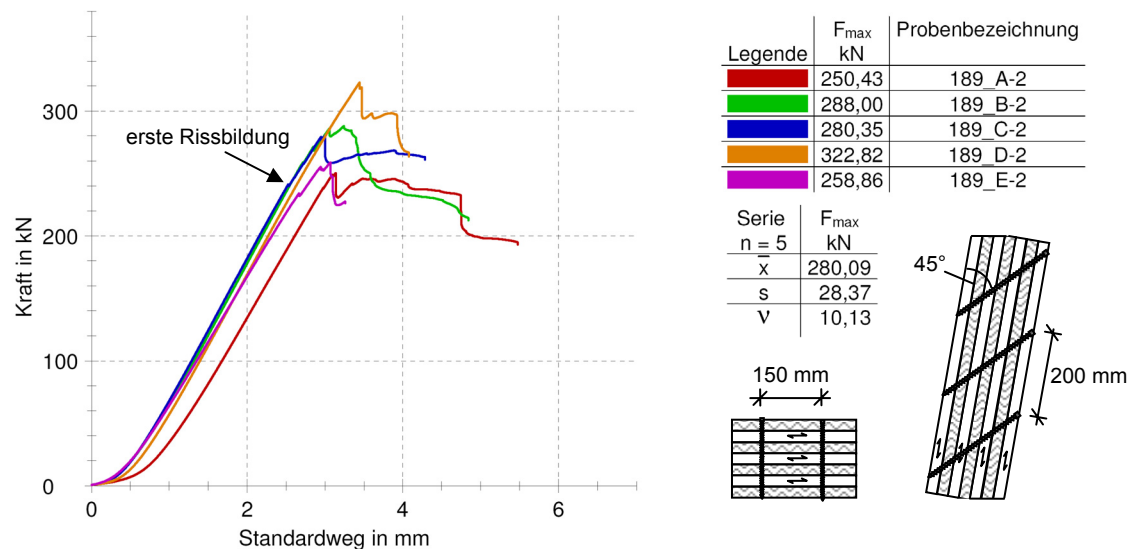 Kraft in kN
300
200
100
0
0
2
4
6
Standardweg in mm
erste Rissbildung
Legende Fmax kN Probenbezeichnung
250,43 189_A-2
288,00 189_B-2
280,35 189_C-2
322,82 189_D-2
258,86 189_E-2
Serie Fmax
n = 5 kN
x̄ 280,09
s 28,37
ν 10,13
150 mm
45°
200 mm